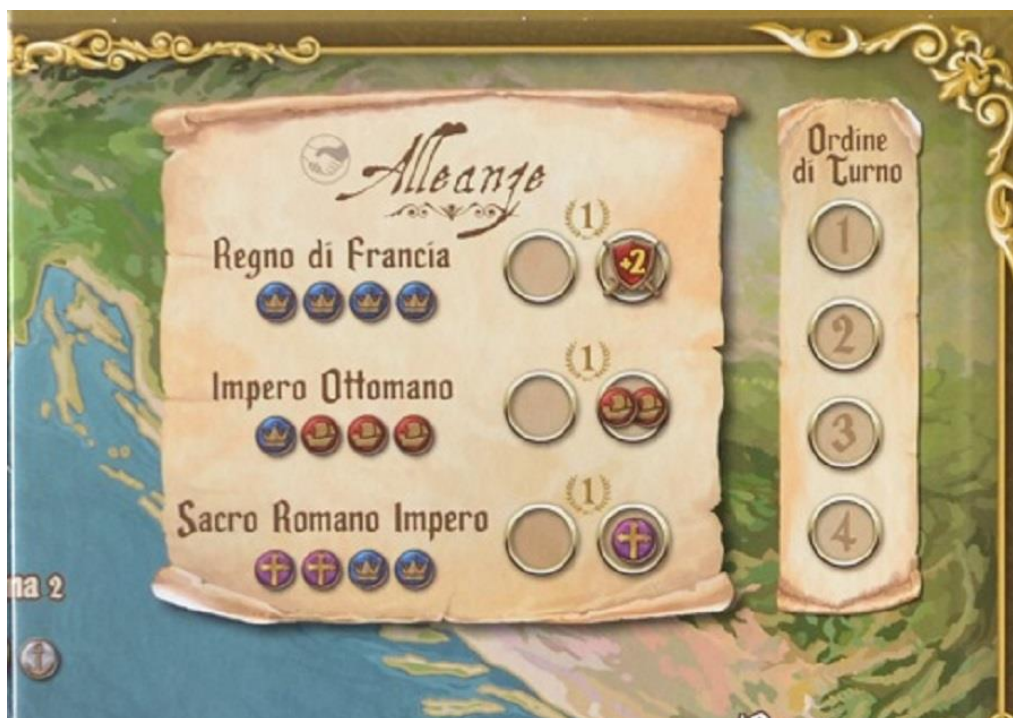 Alleanze
Regno di Francia
1
+2
Impero Ottomano
1
Sacro Romano Impero
1
Ordine
di Turno
1
2
3
4
na 2